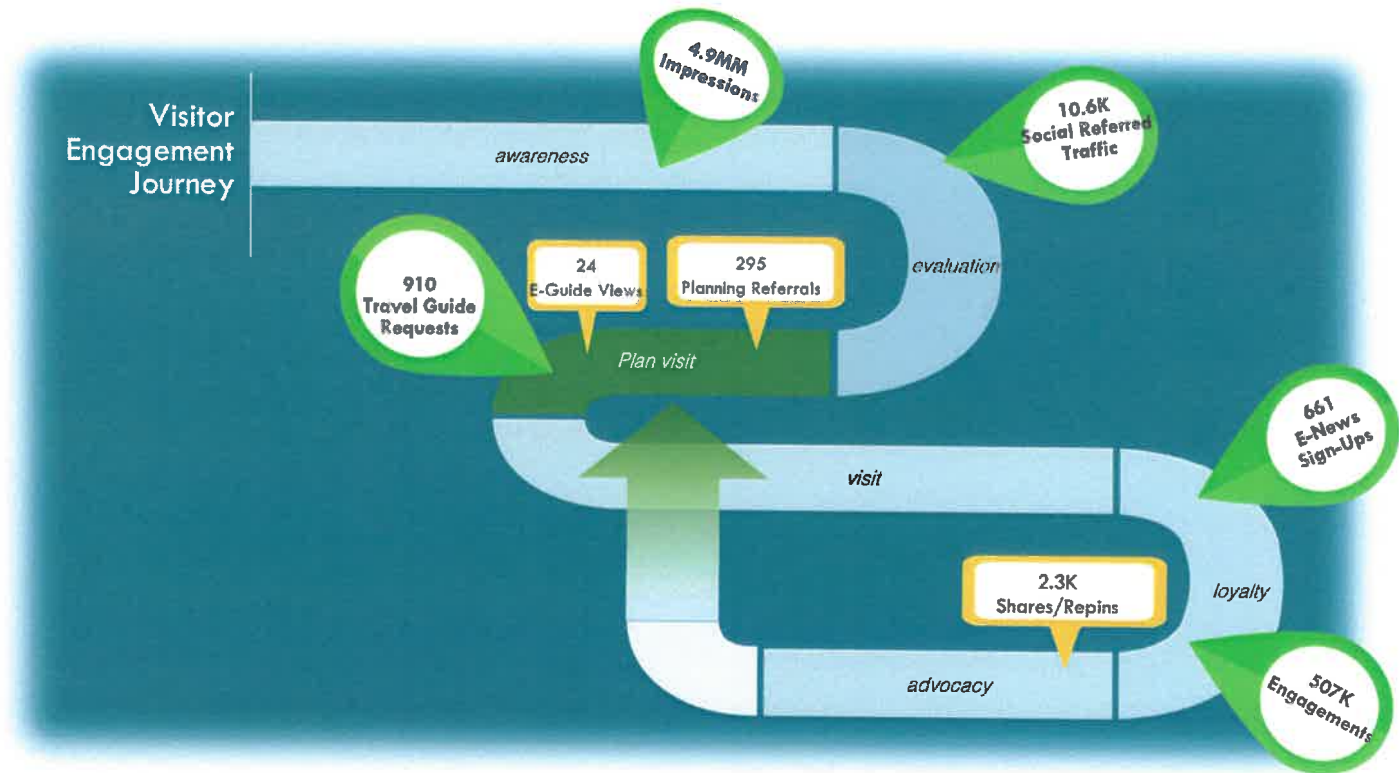 Visitor
Engagement
Journey
4.9MM
Impressions
awareness
10.6K
Social Referred
Traffic
evaluation
910
Travel Guide
Requests
24
E-Guide Views
295
Planning Referrals
Plan visit
visit
661
E-News
Sign-Ups
loyalty
2.3K
Shares/Repins
advocacy
507K
Engagements